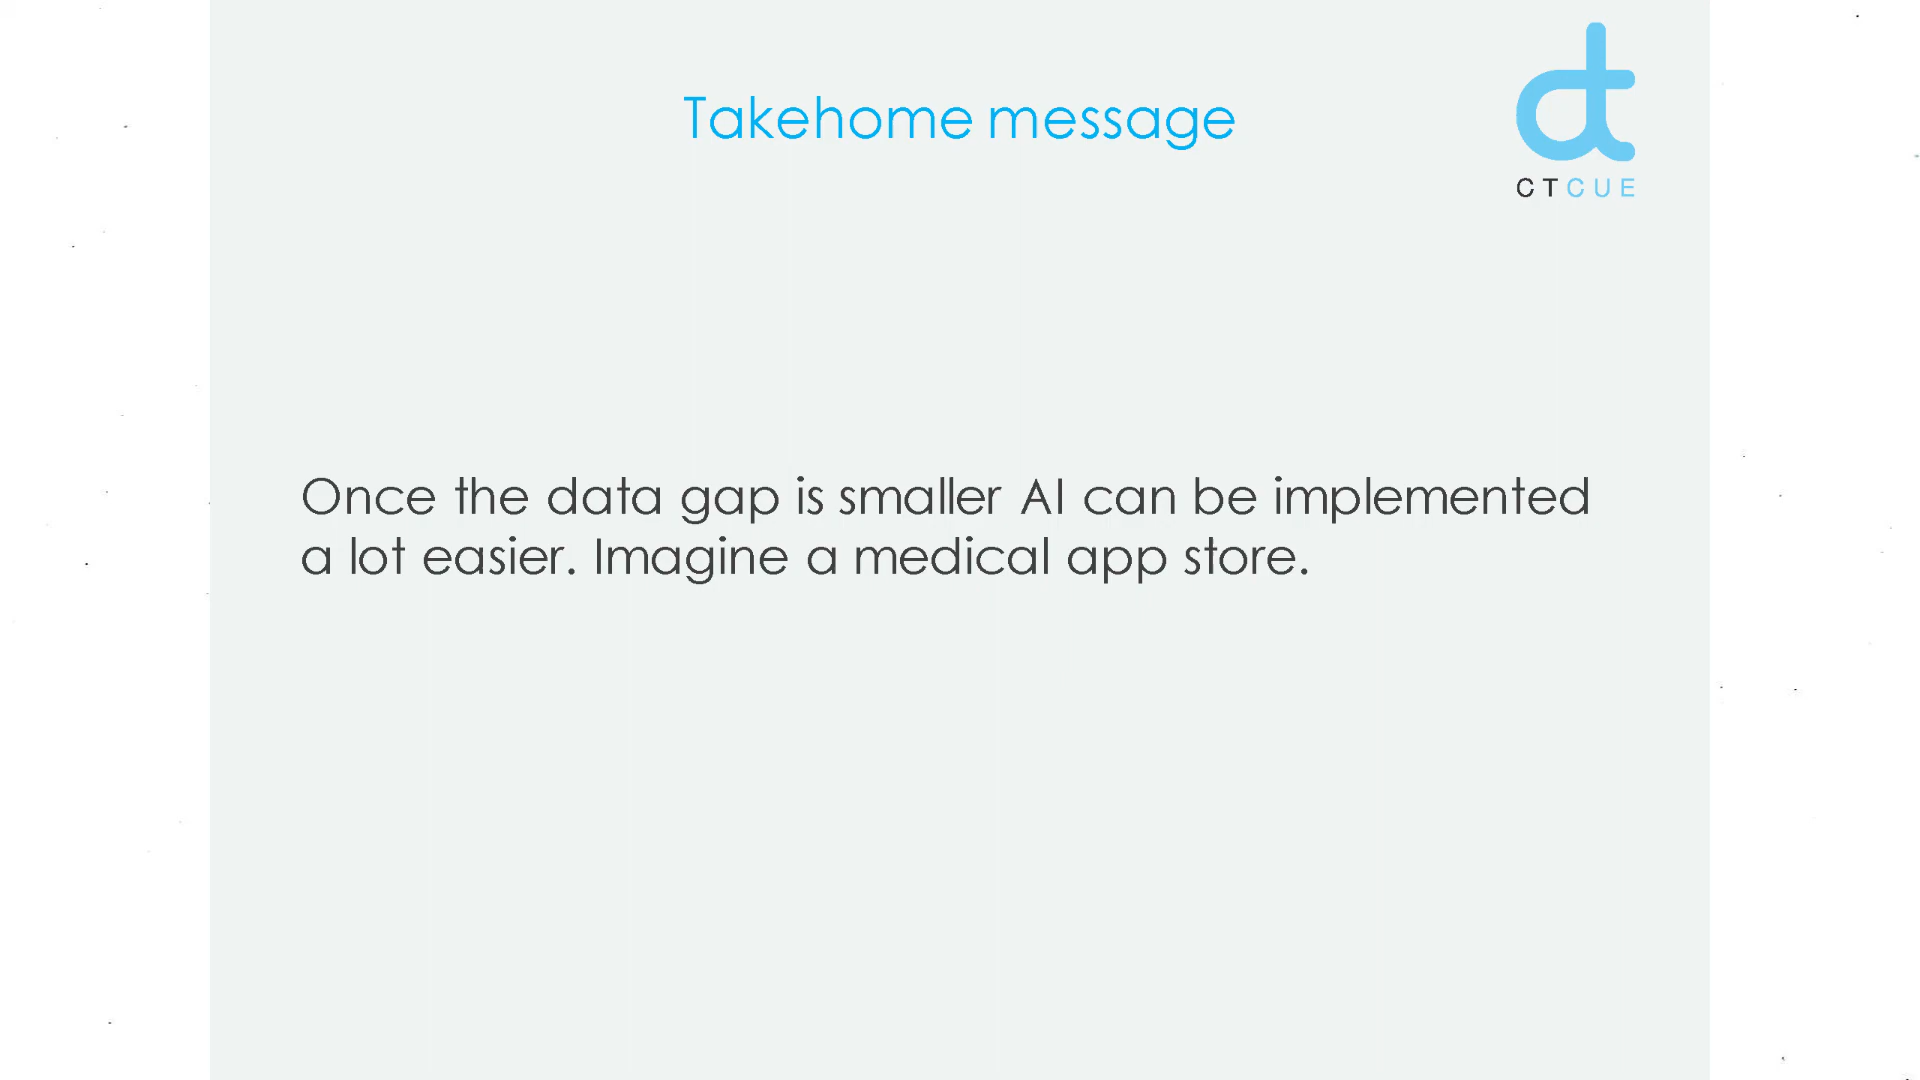 Takehome message
CTCUE
Once the data gap is smaller AI can be implemented
a lot easier. Imagine a medical app store.